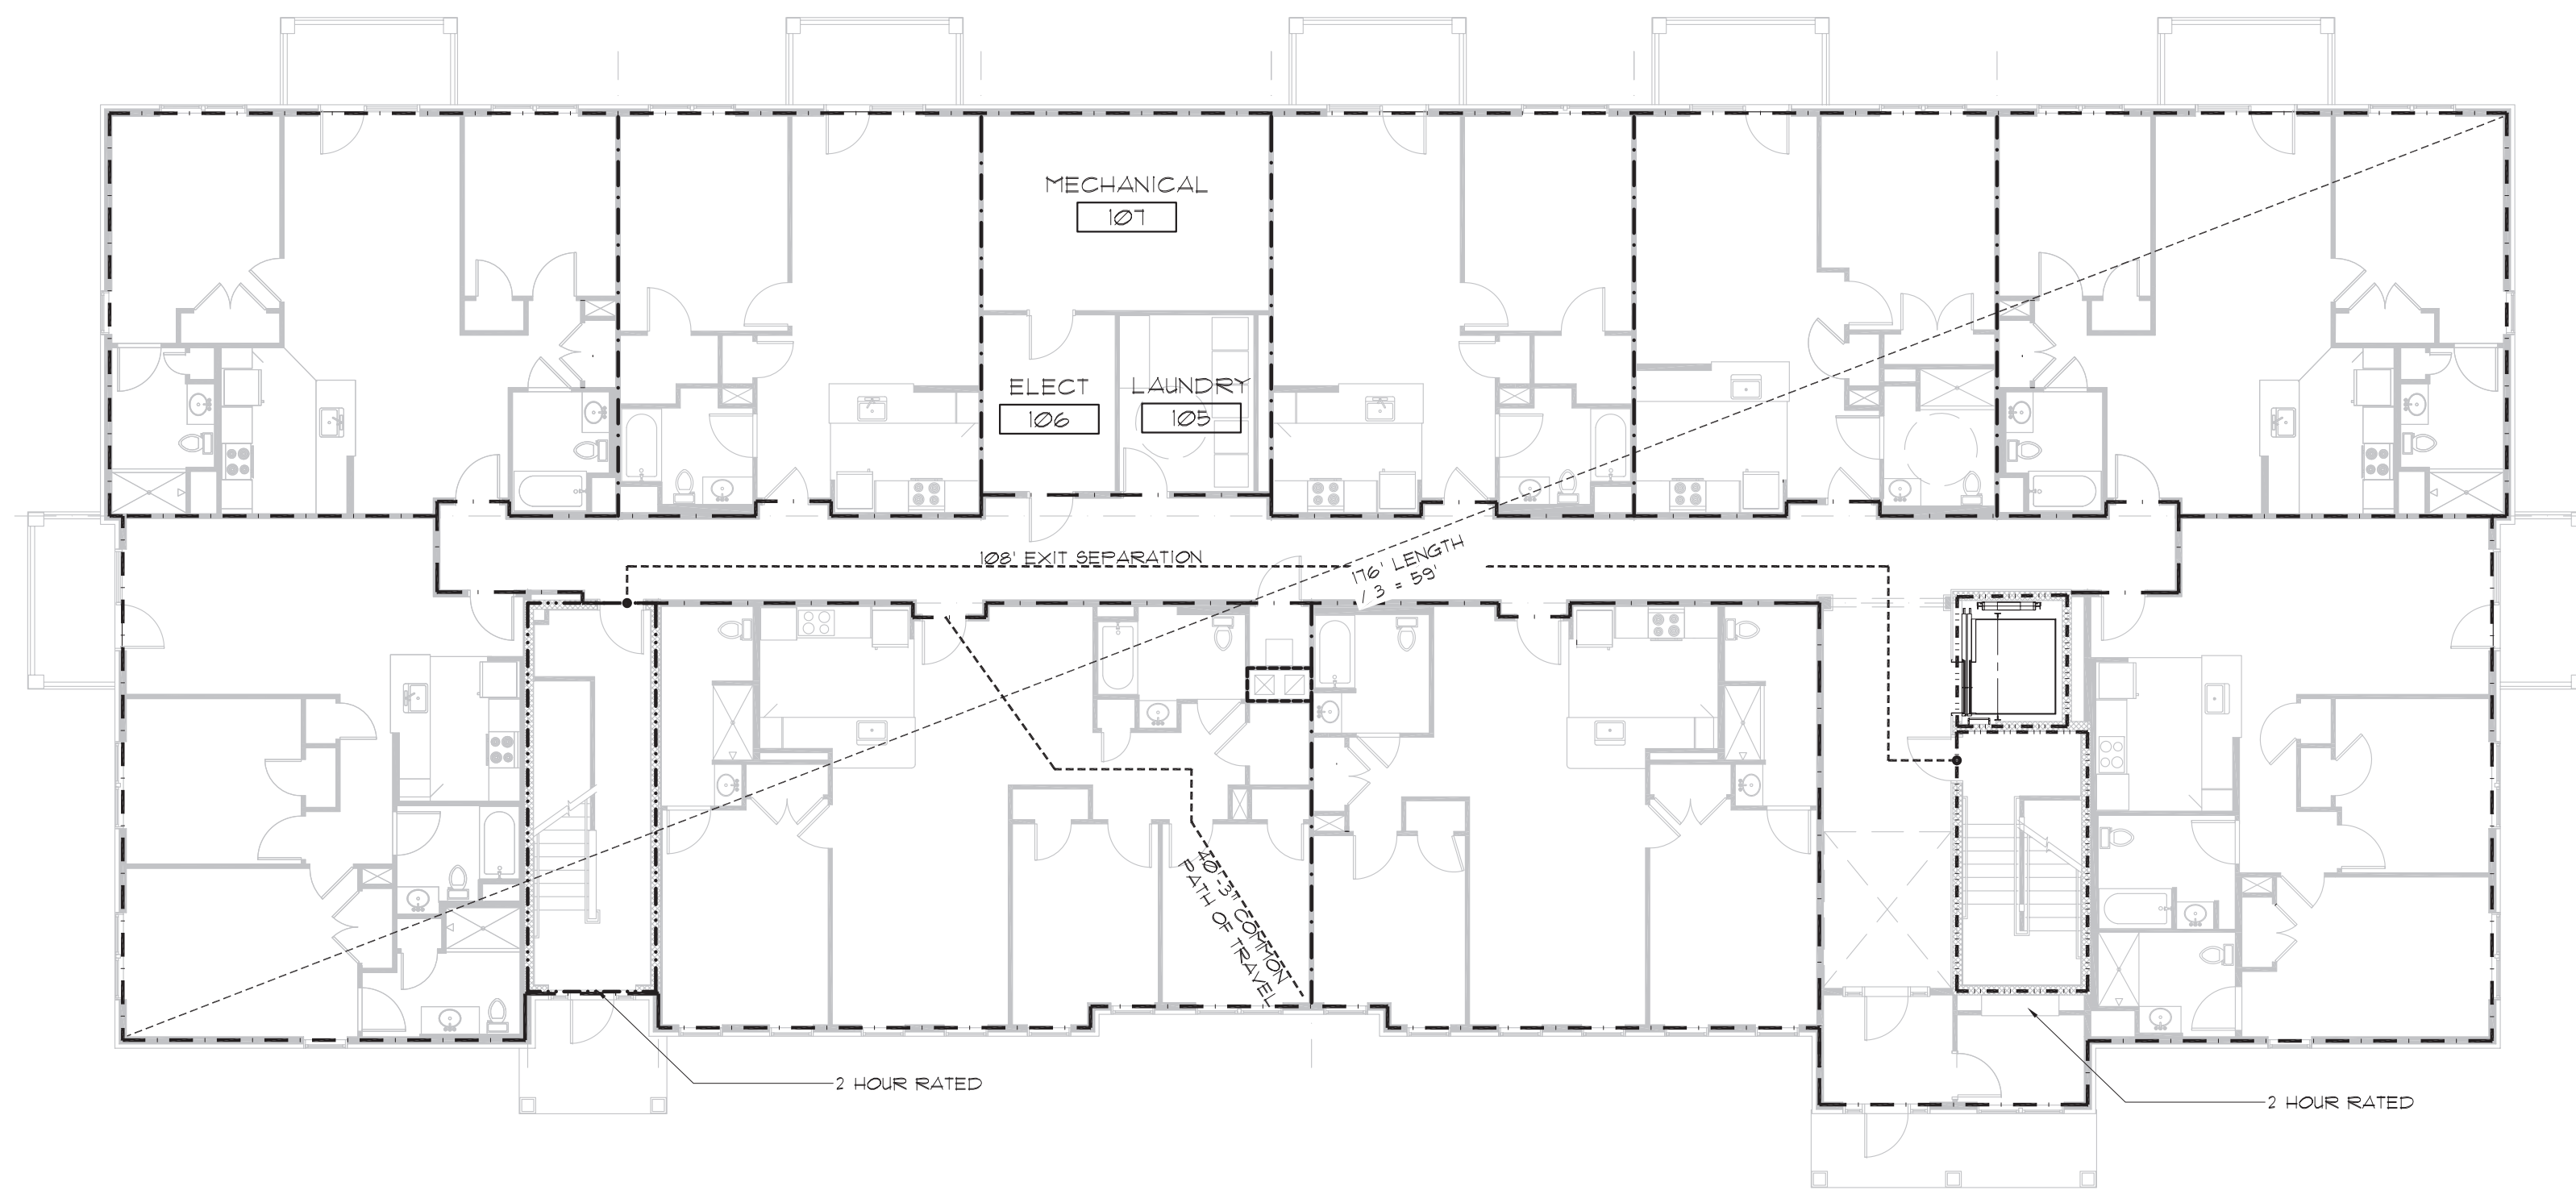 MECHANICAL
107
ELECT
106
LAUNDRY
105
108' EXIT SEPARATION
176' LENGTH
/ 3 = 59'
40'-3" COMMON
PATH OF TRAVEL
2 HOUR RATED
2 HOUR RATED